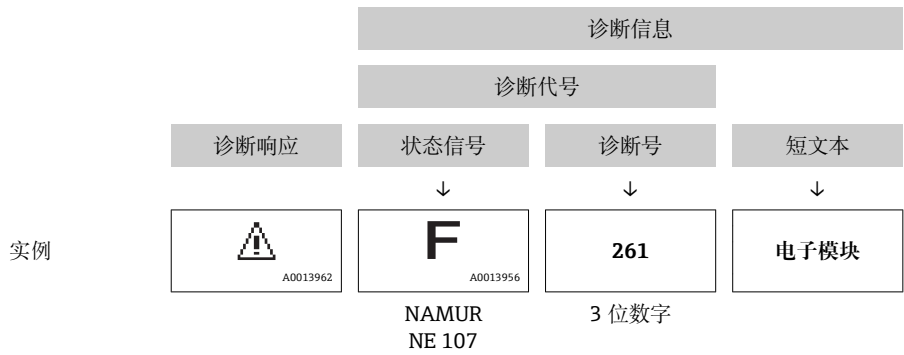 诊断信息
诊断代号
诊断响应 状态信号 诊断号 短文本
↓ ↓ ↓
实例 F 261 电子模块
A0013962 A0013956
NAMUR 3 位数字
NE 107